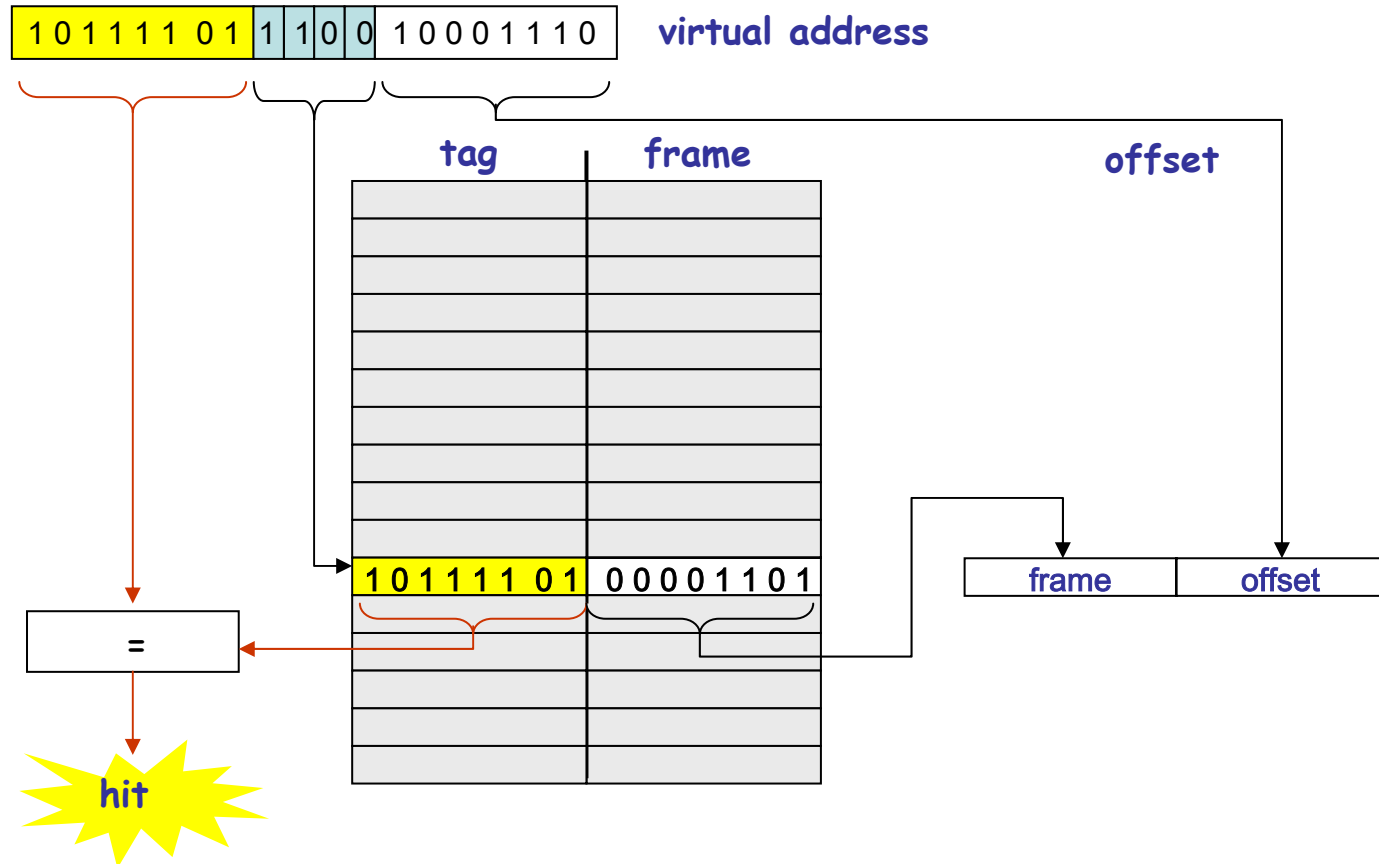 1 0 1 1 1 1 0 1 1 1 0 0 1 0 0 0 1 1 1 0 virtual address
tag frame offset
1 0 1 1 1 1 0 1 0 0 0 0 1 1 0 1
frame offset
=
hit